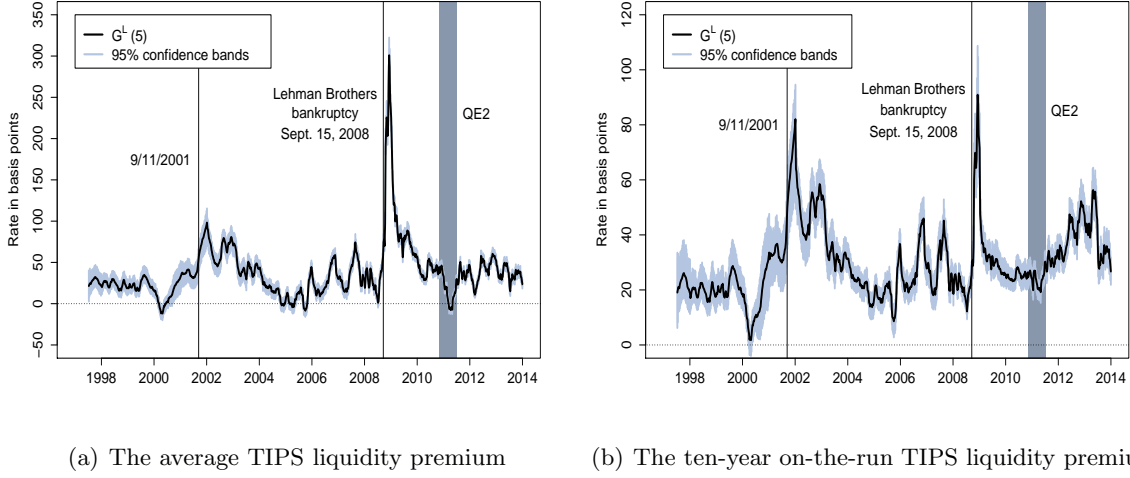 G^L (5)
95% confidence bands
Lehman Brothers
bankruptcy
Sept. 15, 2008
QE2
9/11/2001
Rate in basis points
350
300
250
200
150
100
50
0
−50
1998 2000 2002 2004 2006 2008 2010 2012 2014
(a) The average TIPS liquidity premium
G^L (5)
95% confidence bands
Lehman Brothers
bankruptcy
Sept. 15, 2008
QE2
9/11/2001
Rate in basis points
120
100
80
60
40
20
0
1998 2000 2002 2004 2006 2008 2010 2012 2014
(b) The ten-year on-the-run TIPS liquidity premiu